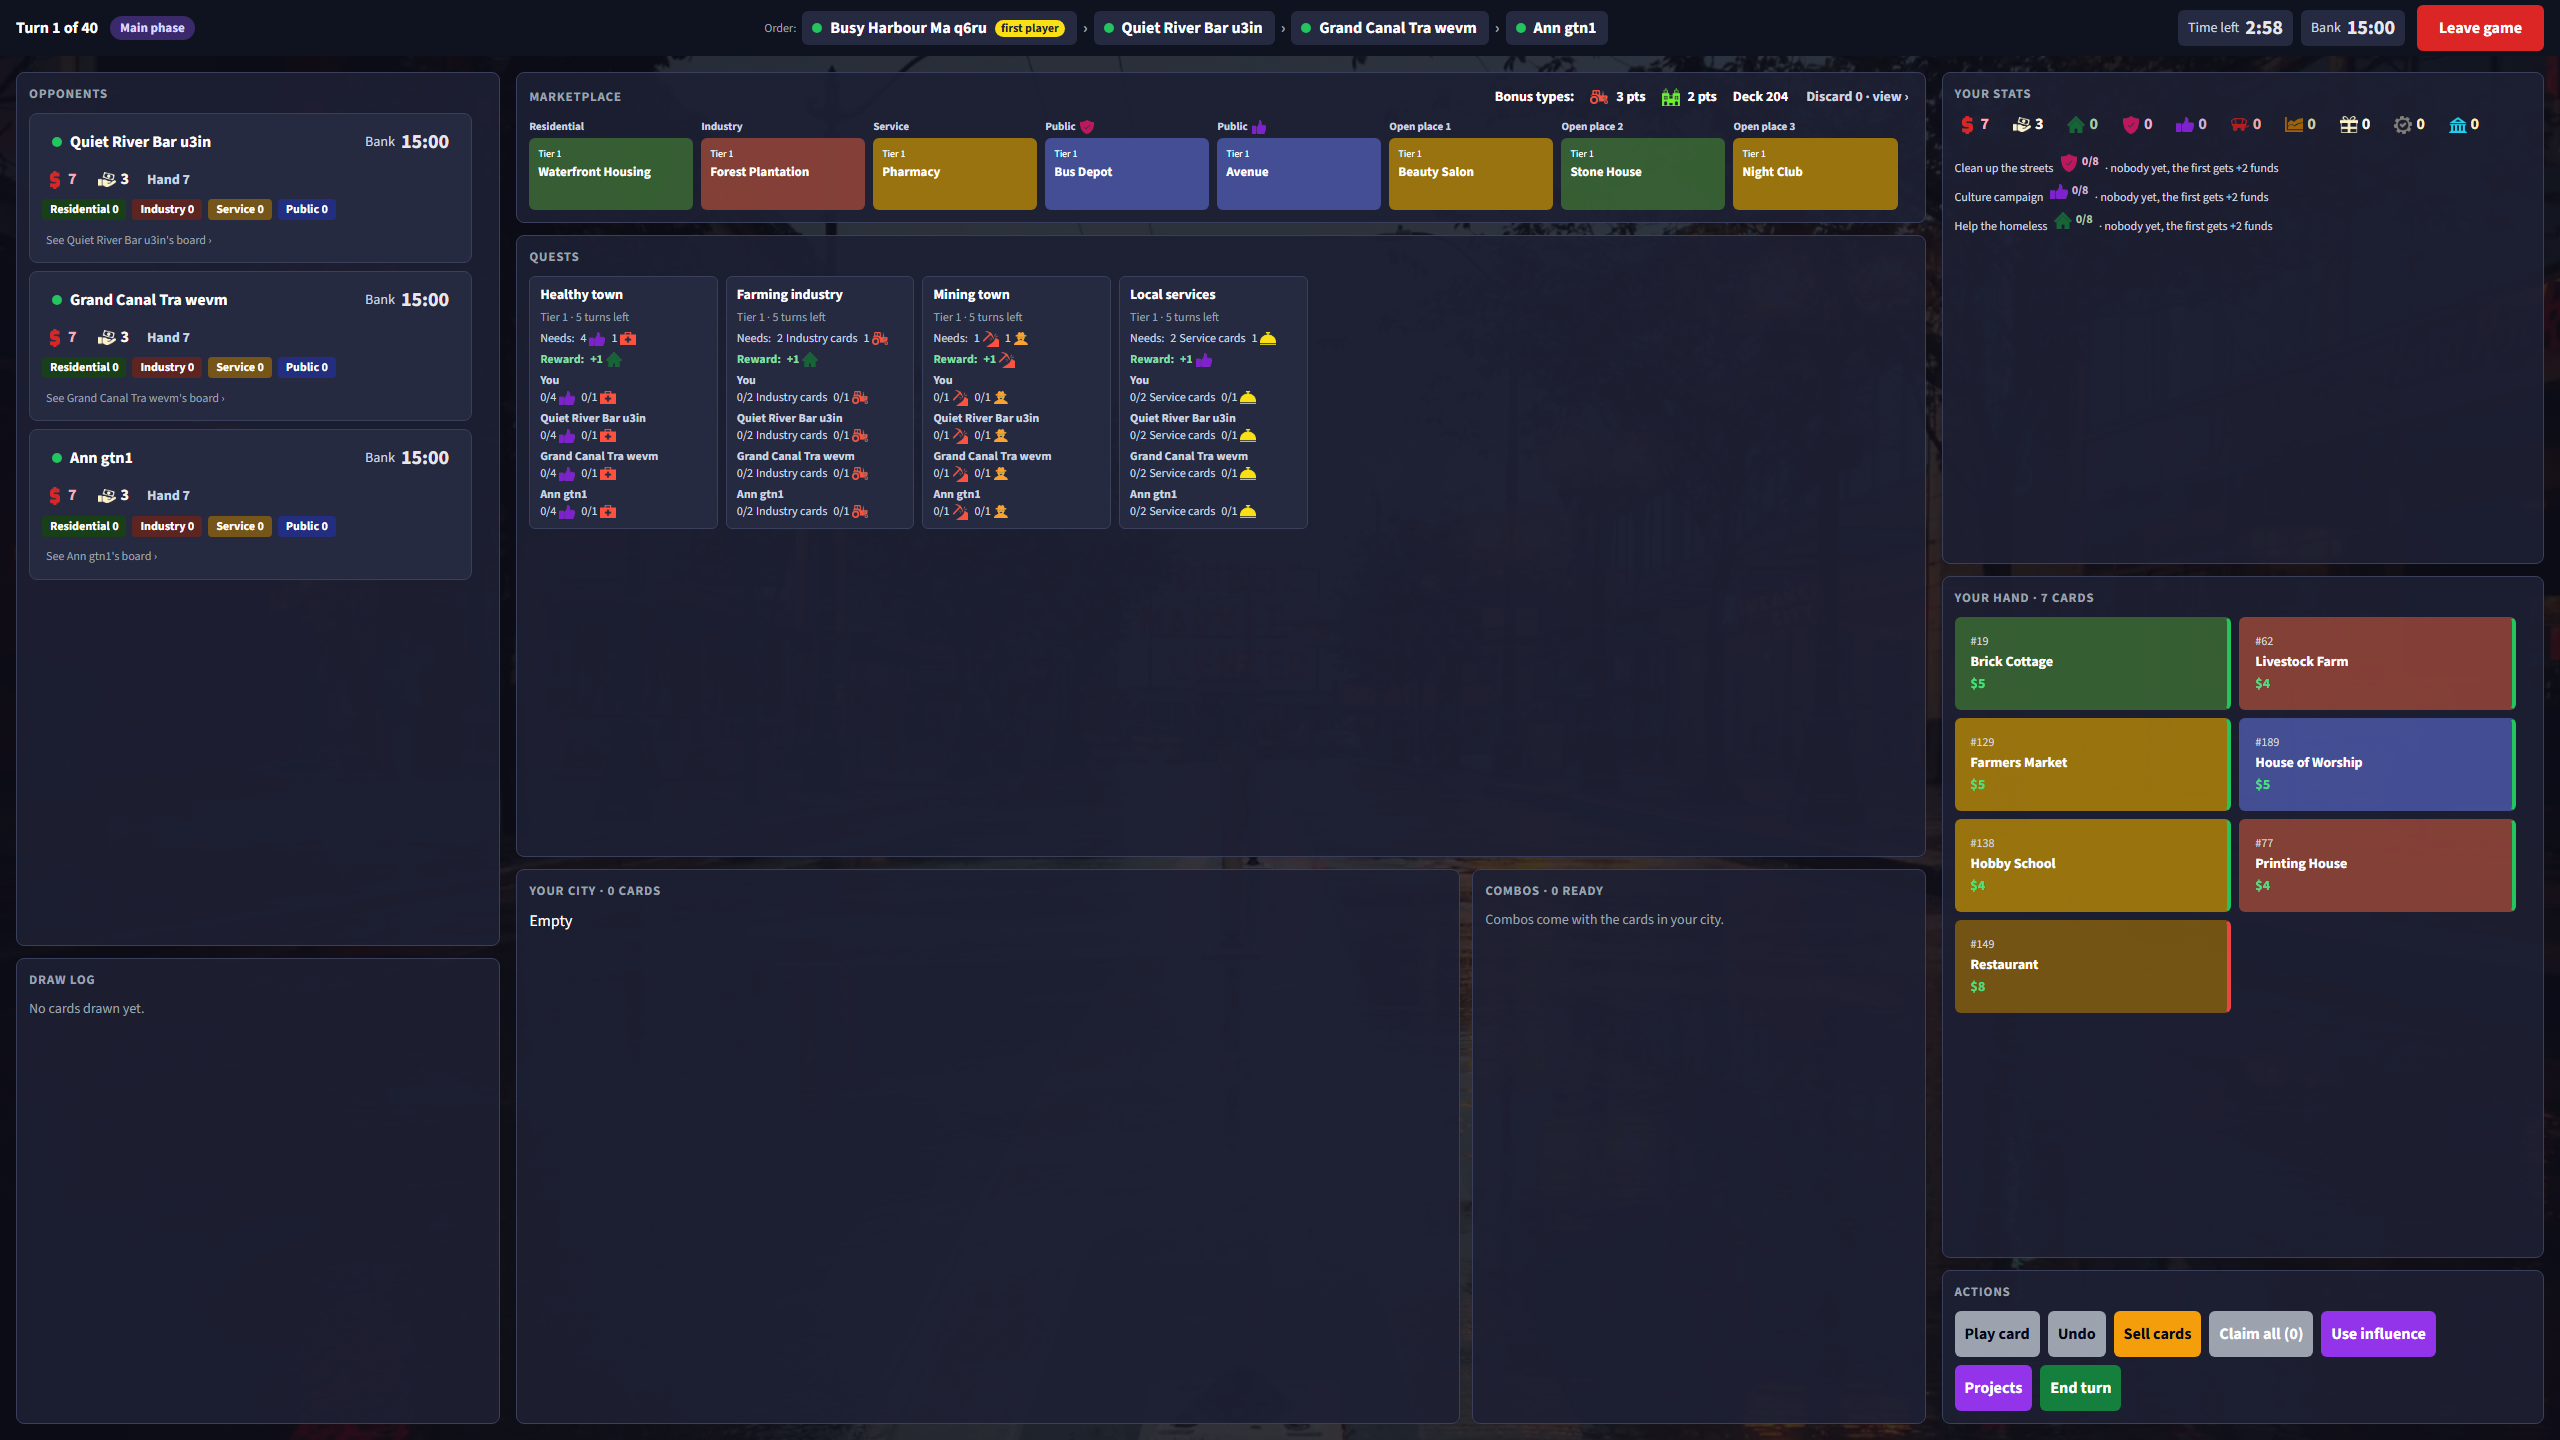 Turn 1 of 40 Main phase
Order: Busy Harbour Ma q6ru first player › Quiet River Bar u3in › Grand Canal Tra wevm › Ann gtn1
Time left 2:58 Bank 15:00 Leave game
OPPONENTS
Quiet River Bar u3in Bank 15:00
7 3 Hand 7
Residential 0 Industry 0 Service 0 Public 0
See Quiet River Bar u3in's board ›
Grand Canal Tra wevm Bank 15:00
7 3 Hand 7
Residential 0 Industry 0 Service 0 Public 0
See Grand Canal Tra wevm's board ›
Ann gtn1 Bank 15:00
7 3 Hand 7
Residential 0 Industry 0 Service 0 Public 0
See Ann gtn1's board ›
DRAW LOG
No cards drawn yet.
MARKETPLACE
Bonus types: 3 pts 2 pts Deck 204 Discard 0 · view ›
Residential Industry Service Public Public Open place 1 Open place 2 Open place 3
Tier 1 Tier 1 Tier 1 Tier 1 Tier 1 Tier 1 Tier 1 Tier 1
Waterfront Housing Forest Plantation Pharmacy Bus Depot Avenue Beauty Salon Stone House Night Club
QUESTS
Healthy town
Tier 1 · 5 turns left
Needs: 4 1
Reward: +1
You
0/4 0/1
Quiet River Bar u3in
0/4 0/1
Grand Canal Tra wevm
0/4 0/1
Ann gtn1
0/4 0/1
Farming industry
Tier 1 · 5 turns left
Needs: 2 Industry cards 1
Reward: +1
You
0/2 Industry cards 0/1
Quiet River Bar u3in
0/2 Industry cards 0/1
Grand Canal Tra wevm
0/2 Industry cards 0/1
Ann gtn1
0/2 Industry cards 0/1
Mining town
Tier 1 · 5 turns left
Needs: 1 1
Reward: +1
You
0/1 0/1
Quiet River Bar u3in
0/1 0/1
Grand Canal Tra wevm
0/1 0/1
Ann gtn1
0/1 0/1
Local services
Tier 1 · 5 turns left
Needs: 2 Service cards 1
Reward: +1
You
0/2 Service cards 0/1
Quiet River Bar u3in
0/2 Service cards 0/1
Grand Canal Tra wevm
0/2 Service cards 0/1
Ann gtn1
0/2 Service cards 0/1
YOUR CITY · 0 CARDS
Empty
COMBOS · 0 READY
Combos come with the cards in your city.
YOUR STATS
$ 7 3 0 0 0 0 0 0 0 0
Clean up the streets 0/8 · nobody yet, the first gets +2 funds
Culture campaign 0/8 · nobody yet, the first gets +2 funds
Help the homeless 0/8 · nobody yet, the first gets +2 funds
YOUR HAND · 7 CARDS
#19
Brick Cottage
$5
#62
Livestock Farm
$4
#129
Farmers Market
$5
#189
House of Worship
$5
#138
Hobby School
$4
#77
Printing House
$4
#149
Restaurant
$8
ACTIONS
Play card Undo Sell cards Claim all (0) Use influence
Projects End turn